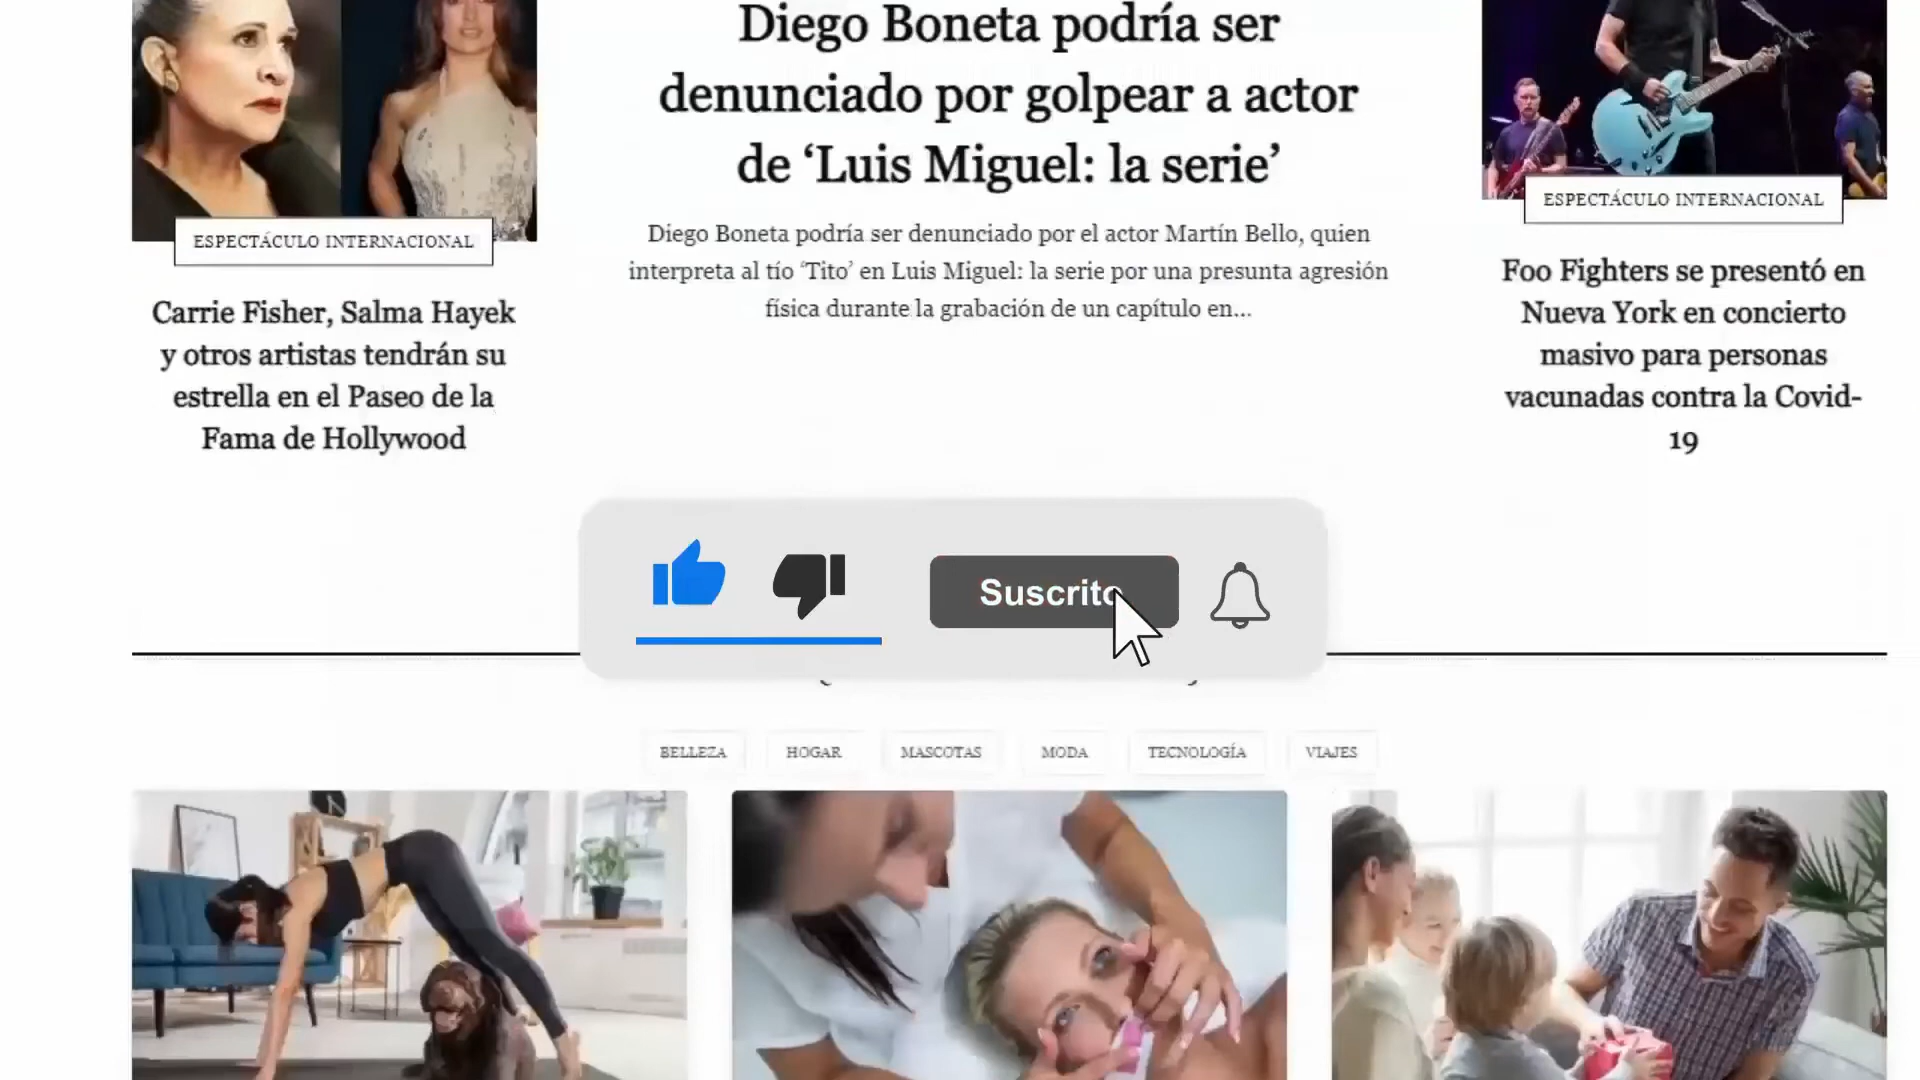 ESPECTÁCULO INTERNACIONAL
Carrie Fisher, Salma Hayek
y otros artistas tendrán su
estrella en el Paseo de la
Fama de Hollywood
Diego Boneta podría ser
denunciado por golpear a actor
de ‘Luis Miguel: la serie’
Diego Boneta podría ser denunciado por el actor Martín Bello, quien
interpreta al tío ‘Tito’ en Luis Miguel: la serie por una presunta agresión
física durante la grabación de un capítulo en...
ESPECTÁCULO INTERNACIONAL
Foo Fighters se presentó en
Nueva York en concierto
masivo para personas
vacunadas contra la Covid-
19
Suscrito
BELLEZA
HOGAR
MASCOTAS
MODA
TECNOLOGÍA
VIAJES